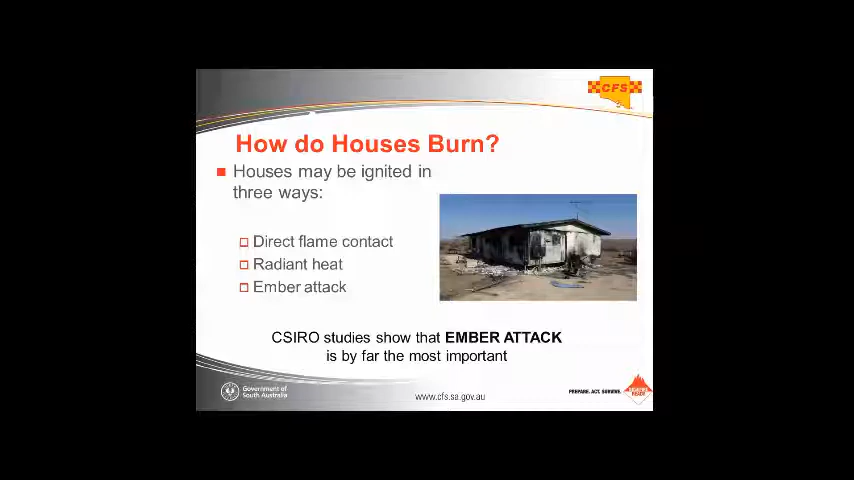 CFS
How do Houses Burn?
Houses may be ignited in
three ways:
Direct flame contact
Radiant heat
Ember attack
CSIRO studies show that EMBER ATTACK
is by far the most important
Government of
South Australia
www.cfs.sa.gov.au
PREPARE. ACT. SURVIVE.
BUSHFIRE
READY